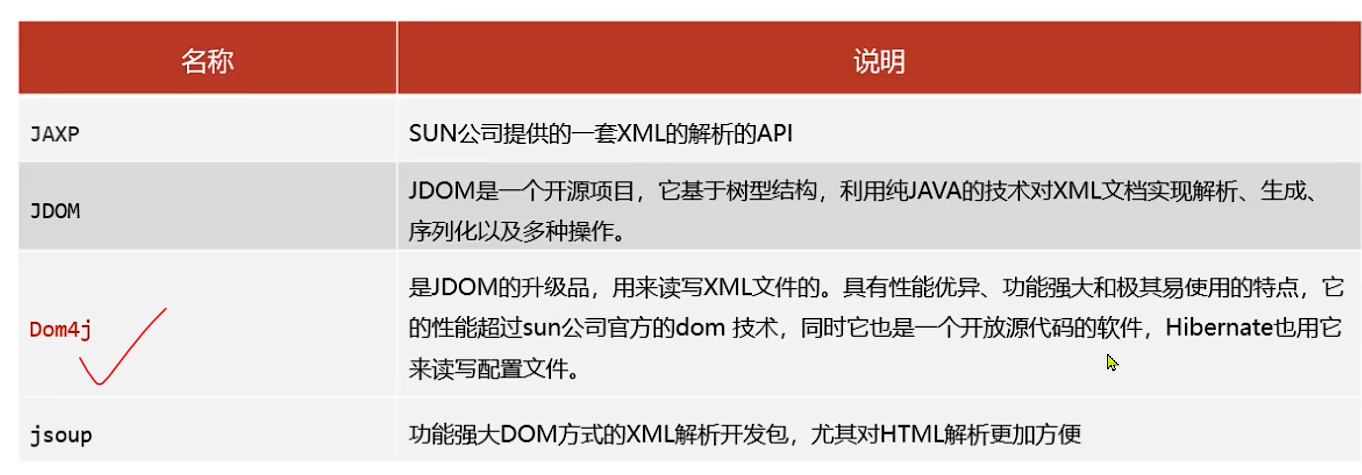 名称
说明
JAXP
SUN公司提供的一套XML的解析的API
JDOM
JDOM是一个开源项目，它基于树型结构，利用纯JAVA的技术对XML文档实现解析、生成、
序列化以及多种操作。
Dom4j
是JDOM的升级品，用来读写XML文件的。具有性能优异、功能强大和极其易使用的特点，它
的性能超过sun公司官方的dom 技术，同时它也是一个开放源代码的软件，Hibernate也用它
来读写配置文件。
jsoup
功能强大DOM方式的XML解析开发包，尤其对HTML解析更加方便